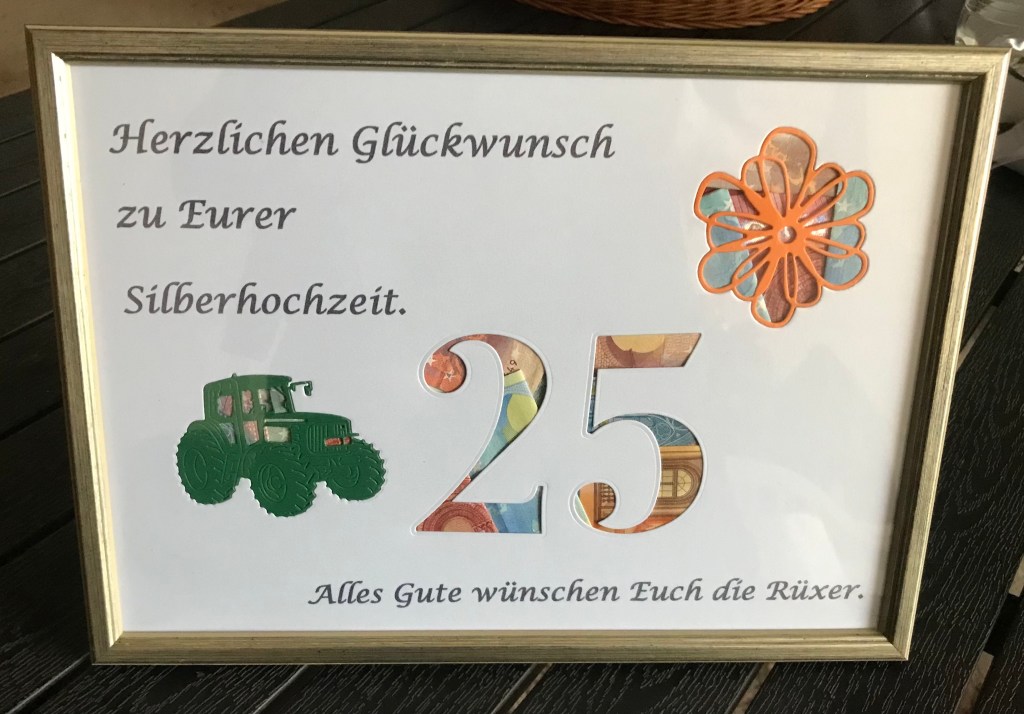 Herzlichen Glückwunsch
zu Eurer
Silberhochzeit.
25
Alles Gute wünschen Euch die Rüxer.